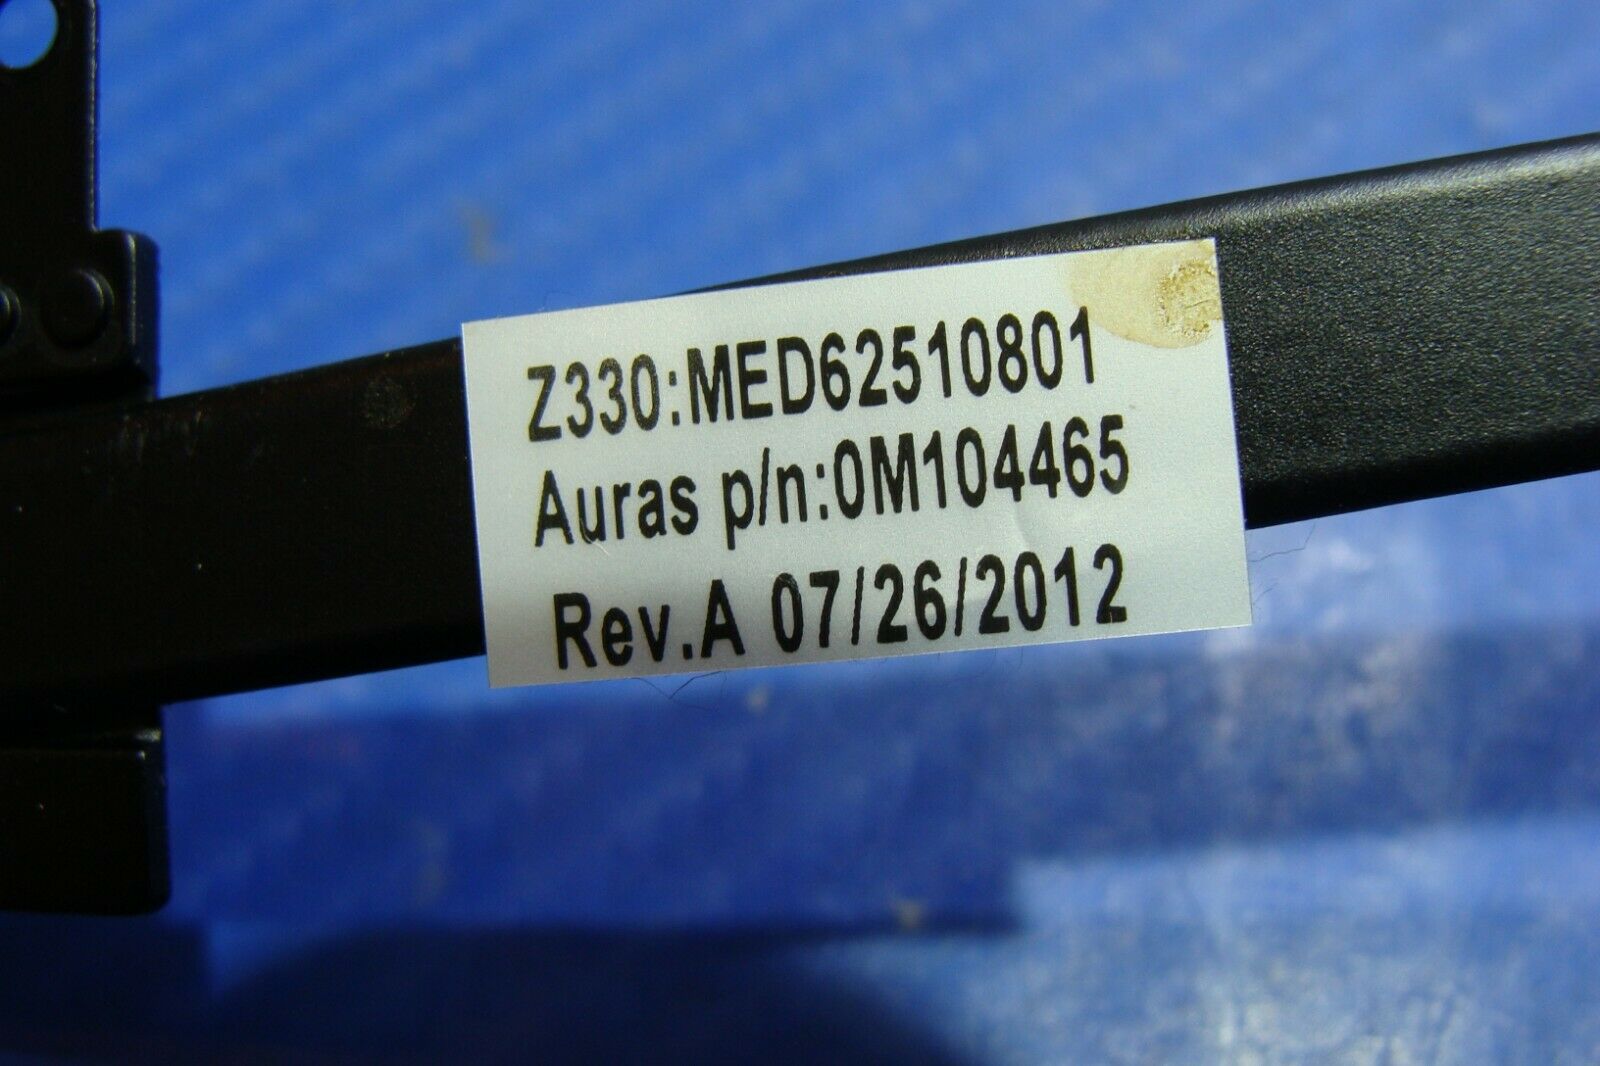 Z330:MED62510801
Auras p/n:0M104465
Rev.A 07/26/2012